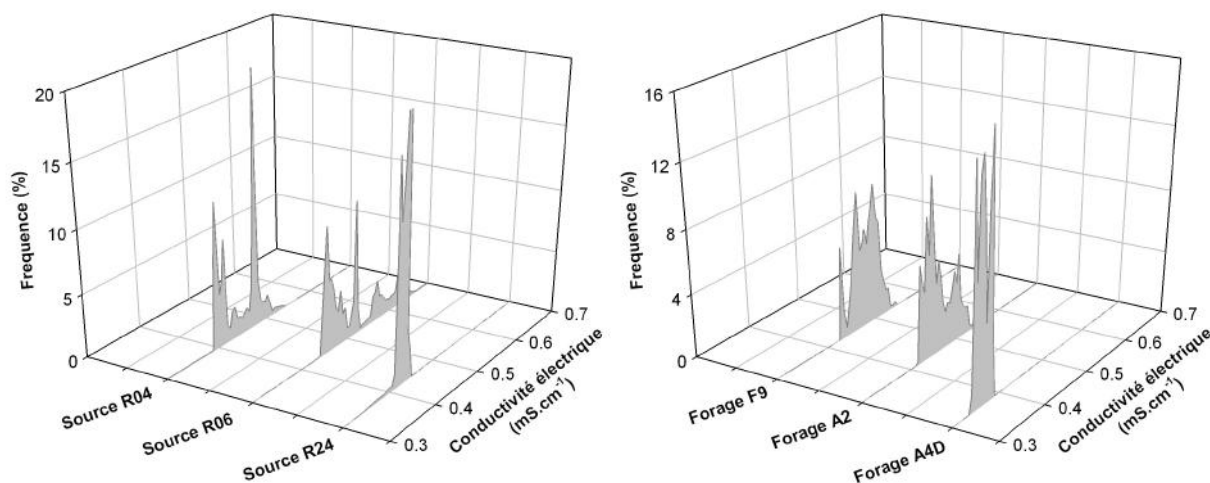 20
15
10
5
0
Frequence (%)
Source R04
Source R06
Source R24
0.3
0.4
0.5
0.6
0.7
Conductivité électrique
(mS.cm⁻¹)
16
12
8
4
0
Frequence (%)
Forage F9
Forage A2
Forage A4D
0.3
0.4
0.5
0.6
0.7
Conductivité électrique
(mS.cm⁻¹)